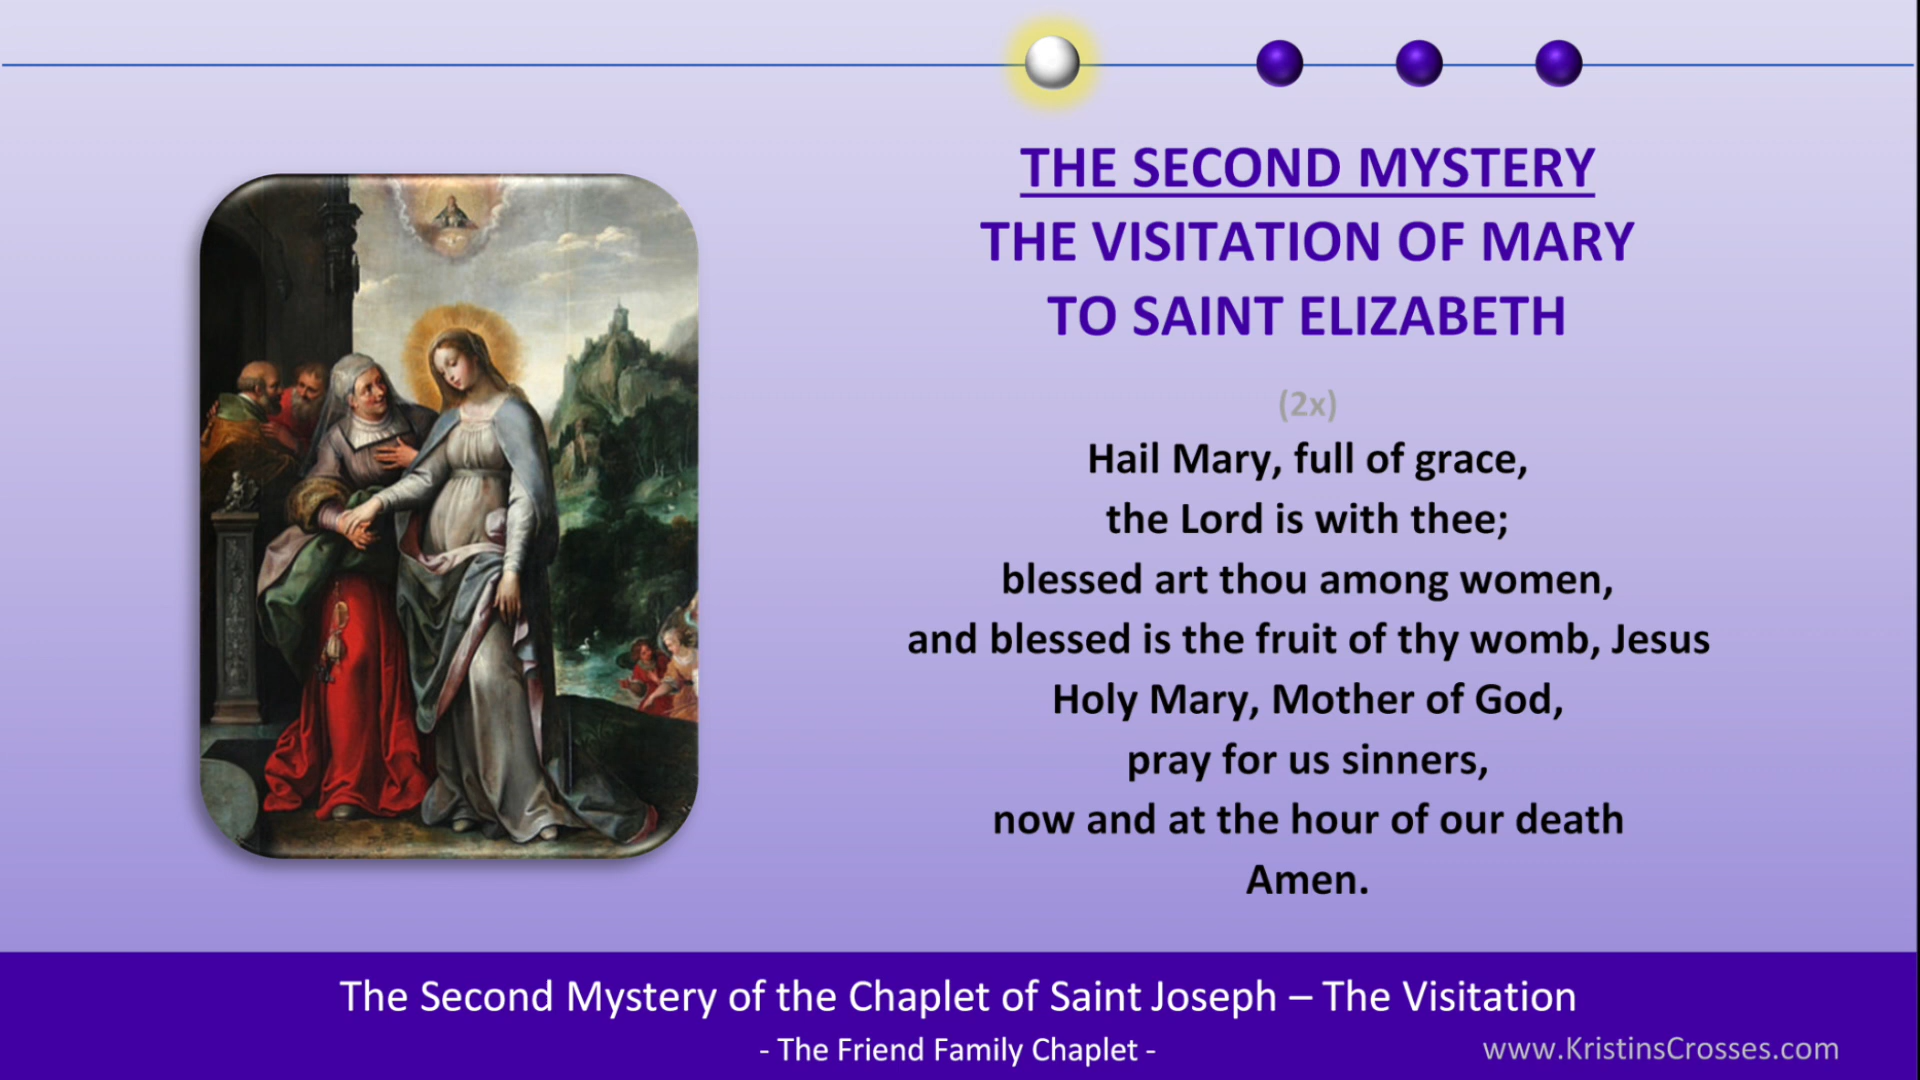 THE SECOND MYSTERY
THE VISITATION OF MARY
TO SAINT ELIZABETH
(2x)
Hail Mary, full of grace,
the Lord is with thee;
blessed art thou among women,
and blessed is the fruit of thy womb, Jesus
Holy Mary, Mother of God,
pray for us sinners,
now and at the hour of our death
Amen.
The Second Mystery of the Chaplet of Saint Joseph – The Visitation
- The Friend Family Chaplet -
www.KristinsCrosses.com